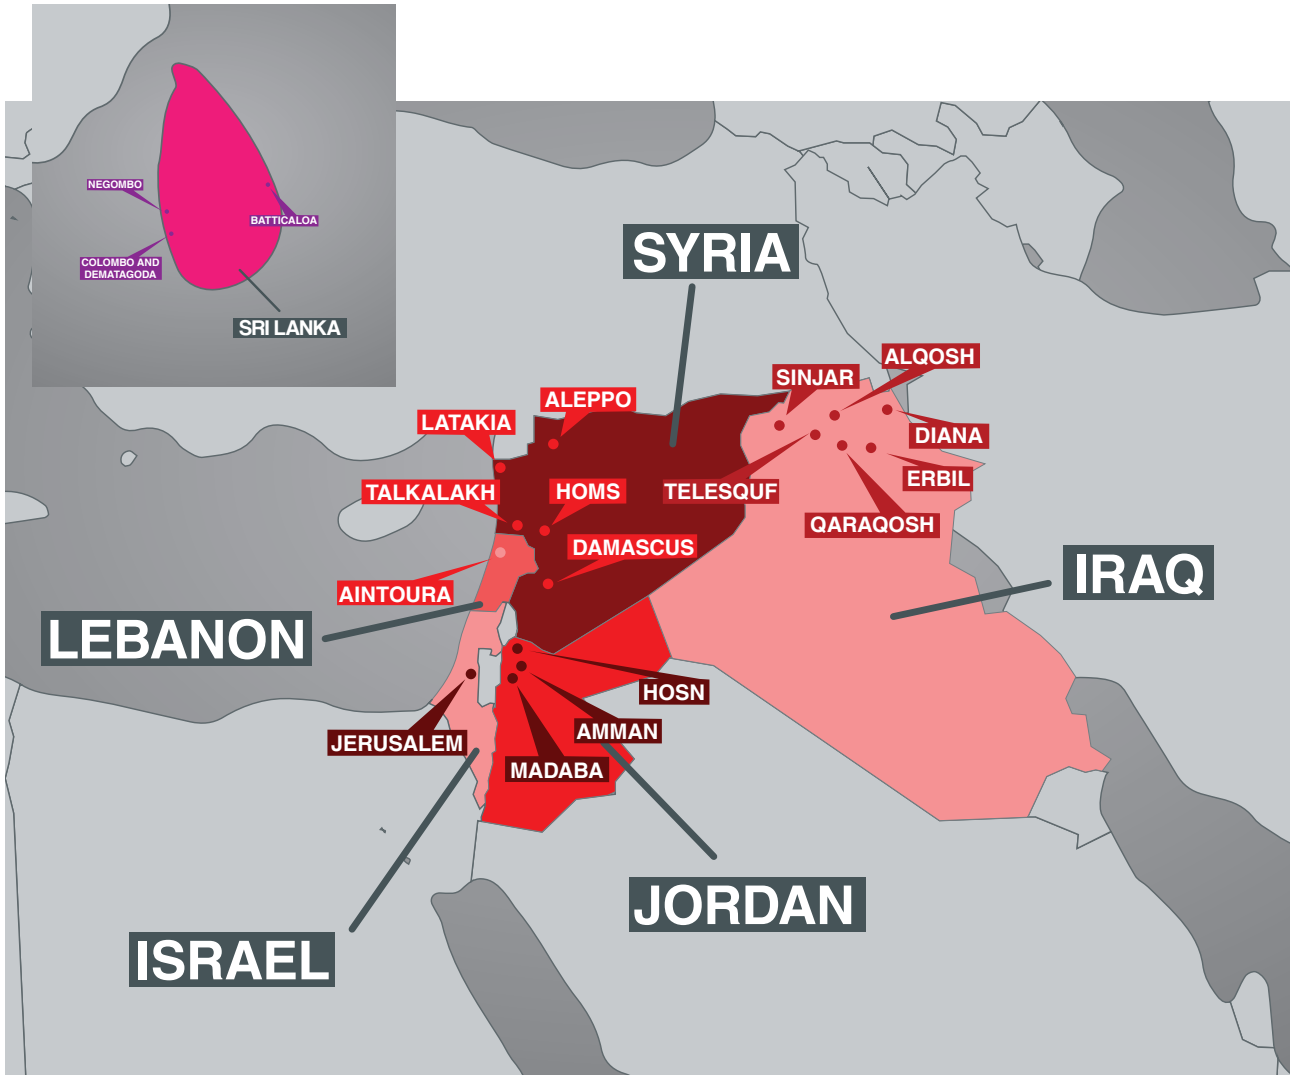 NEGOMBO
BATTICALOA
COLOMBO AND
DEMATAGODA
SRI LANKA
SYRIA
ALQOSH
SINJAR
ALEPPO
LATAKIA
DIANA
ERBIL
TALKALAKH
HOMS
TELESQUF
QARAQOSH
DAMASCUS
IRAQ
AINTOURA
LEBANON
HOSN
AMMAN
JERUSALEM
MADABA
JORDAN
ISRAEL